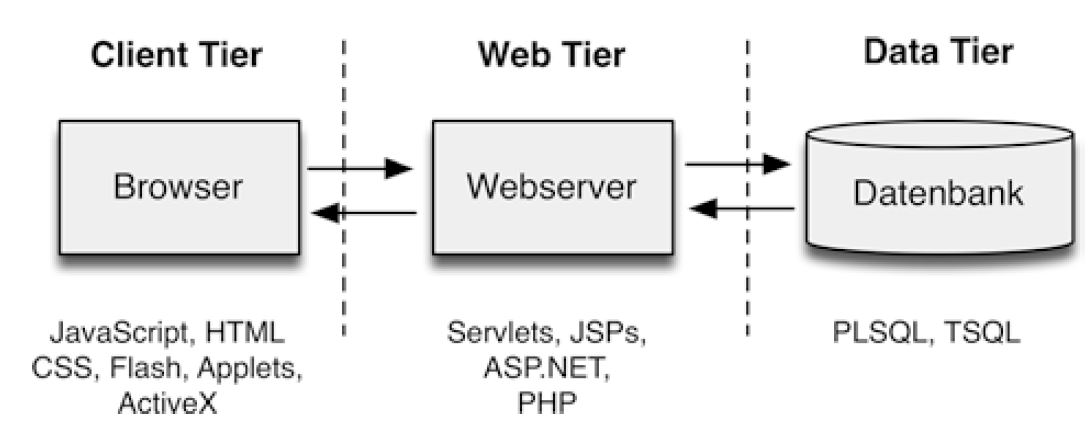 Client Tier
Web Tier
Data Tier
Browser
Webserver
Datenbank
JavaScript, HTML
CSS, Flash, Applets,
ActiveX
Servlets, JSPs,
ASP.NET,
PHP
PLSQL, TSQL